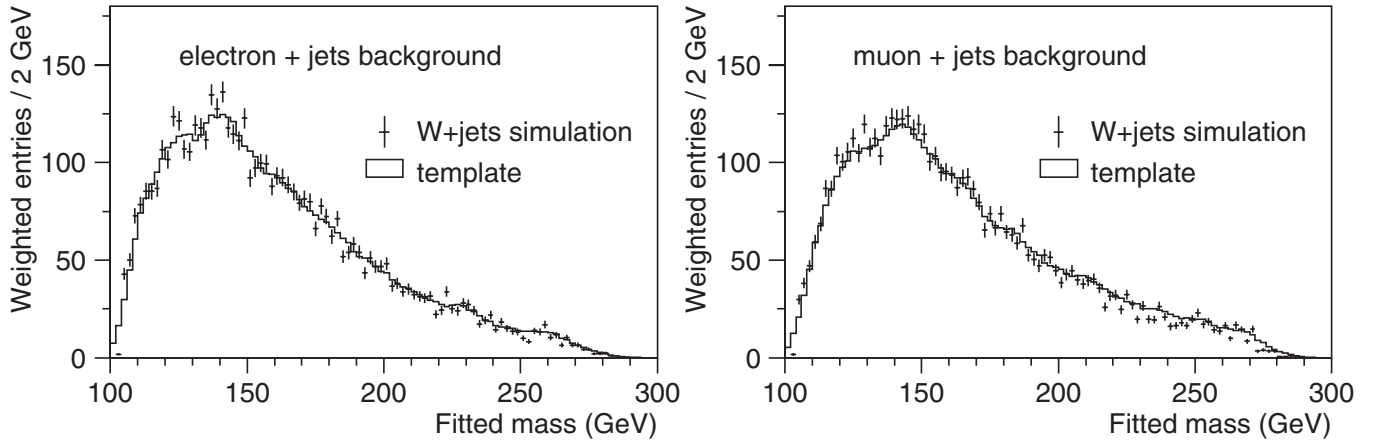 Weighted entries / 2 GeV
electron + jets background
W+jets simulation
template
150
100
50
0
100 150 200 250 300
Fitted mass (GeV)
Weighted entries / 2 GeV
muon + jets background
W+jets simulation
template
150
100
50
0
100 150 200 250 300
Fitted mass (GeV)